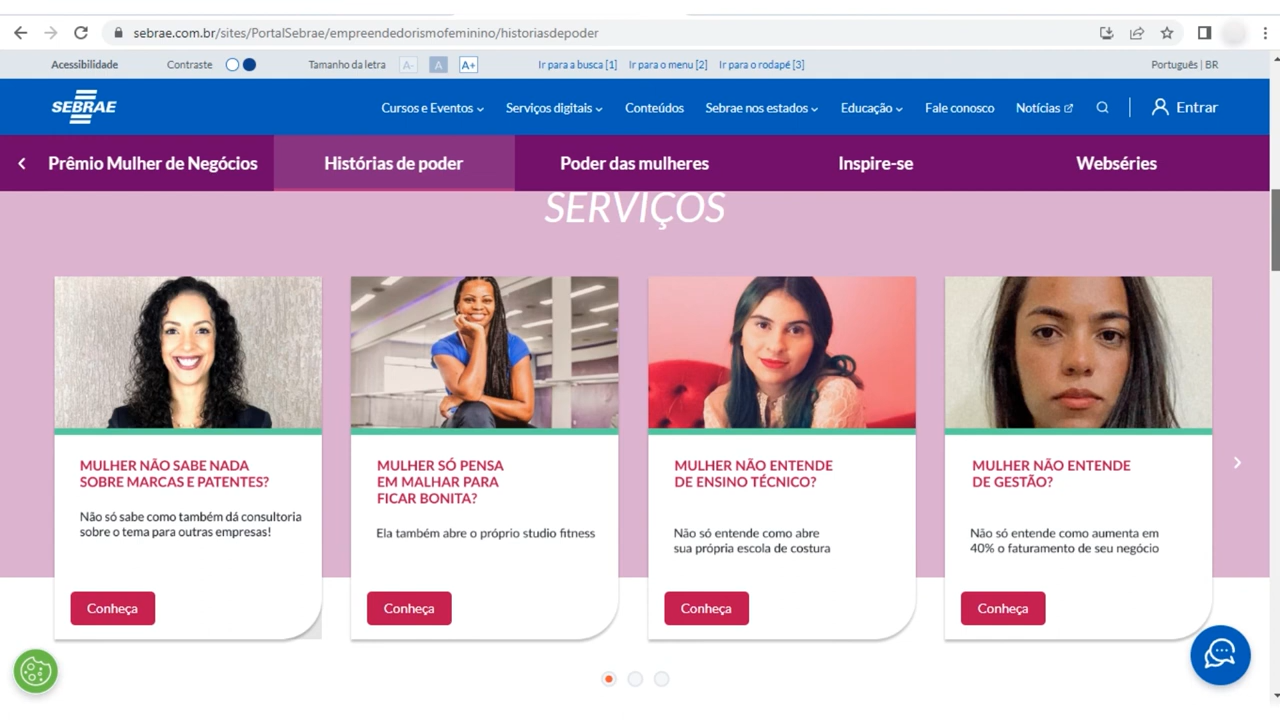 sebrae.com.br/sites/PortalSebrae/empreendedorismofeminino/historiasdepoder
Acessibilidade Contraste Tamanho da letra A- A A+ Ir para a busca [1] Ir para o menu [2] Ir para o rodapé [3] Português | BR
SEBRAE Cursos e Eventos Serviços digitais Conteúdos Sebrae nos estados Educação Fale conosco Notícias Entrar
Prêmio Mulher de Negócios Histórias de poder Poder das mulheres Inspire-se Webséries
SERVIÇOS
MULHER NÃO SABE NADA
SOBRE MARCAS E PATENTES?
Não só sabe como também dá consultoria
sobre o tema para outras empresas!
Conheça
MULHER SÓ PENSA
EM MALHAR PARA
FICAR BONITA?
Ela também abre o próprio studio fitness
Conheça
MULHER NÃO ENTENDE
DE ENSINO TÉCNICO?
Não só entende como abre
sua própria escola de costura
Conheça
MULHER NÃO ENTENDE
DE GESTÃO?
Não só entende como aumenta em
40% o faturamento de seu negócio
Conheça